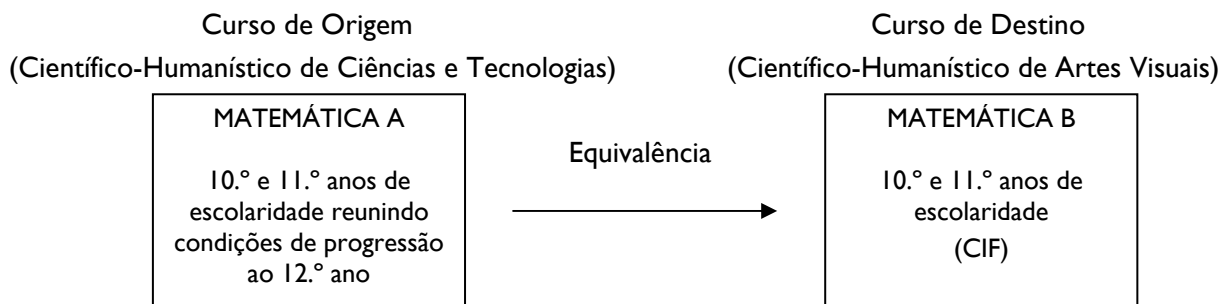 Curso de Origem
(Científico-Humanístico de Ciências e Tecnologias)
MATEMÁTICA A
10.º e 11.º anos de
escolaridade reunindo
condições de progressão
ao 12.º ano
Equivalência
Curso de Destino
(Científico-Humanístico de Artes Visuais)
MATEMÁTICA B
10.º e 11.º anos de
escolaridade
(CIF)